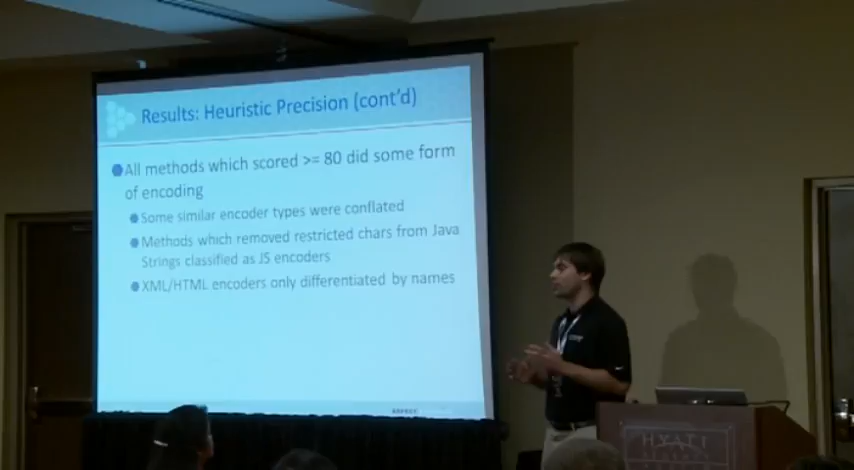 Results: Heuristic Precision (cont'd)
All methods which scored >= 80 did some form
of encoding
Some similar encoder types were conflated
Methods which removed restricted chars from Java
Strings classified as JS encoders
XML/HTML encoders only differentiated by names
HYATT